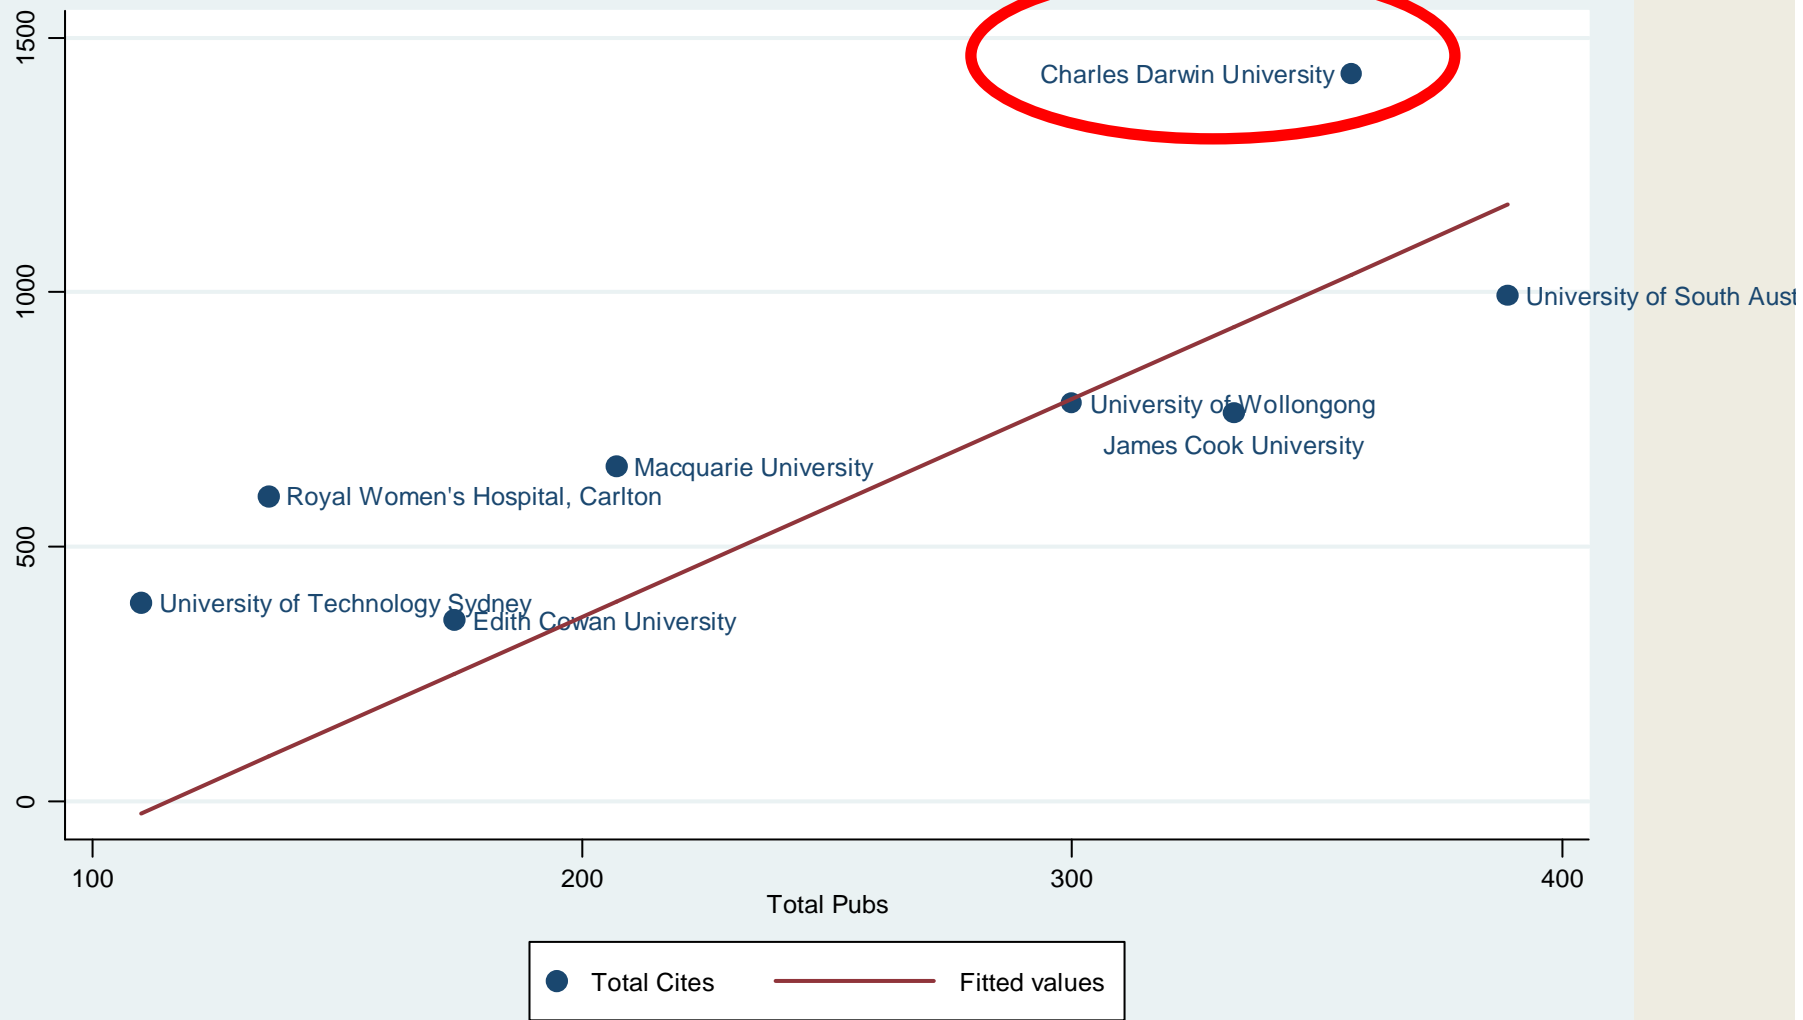 1500
Charles Darwin University
1000
University of South Aust
University of Wollongong
James Cook University
Macquarie University
Royal Women's Hospital, Carlton
500
University of Technology Sydney
Edith Cowan University
0
100 200 300 400
Total Pubs
Total Cites Fitted values